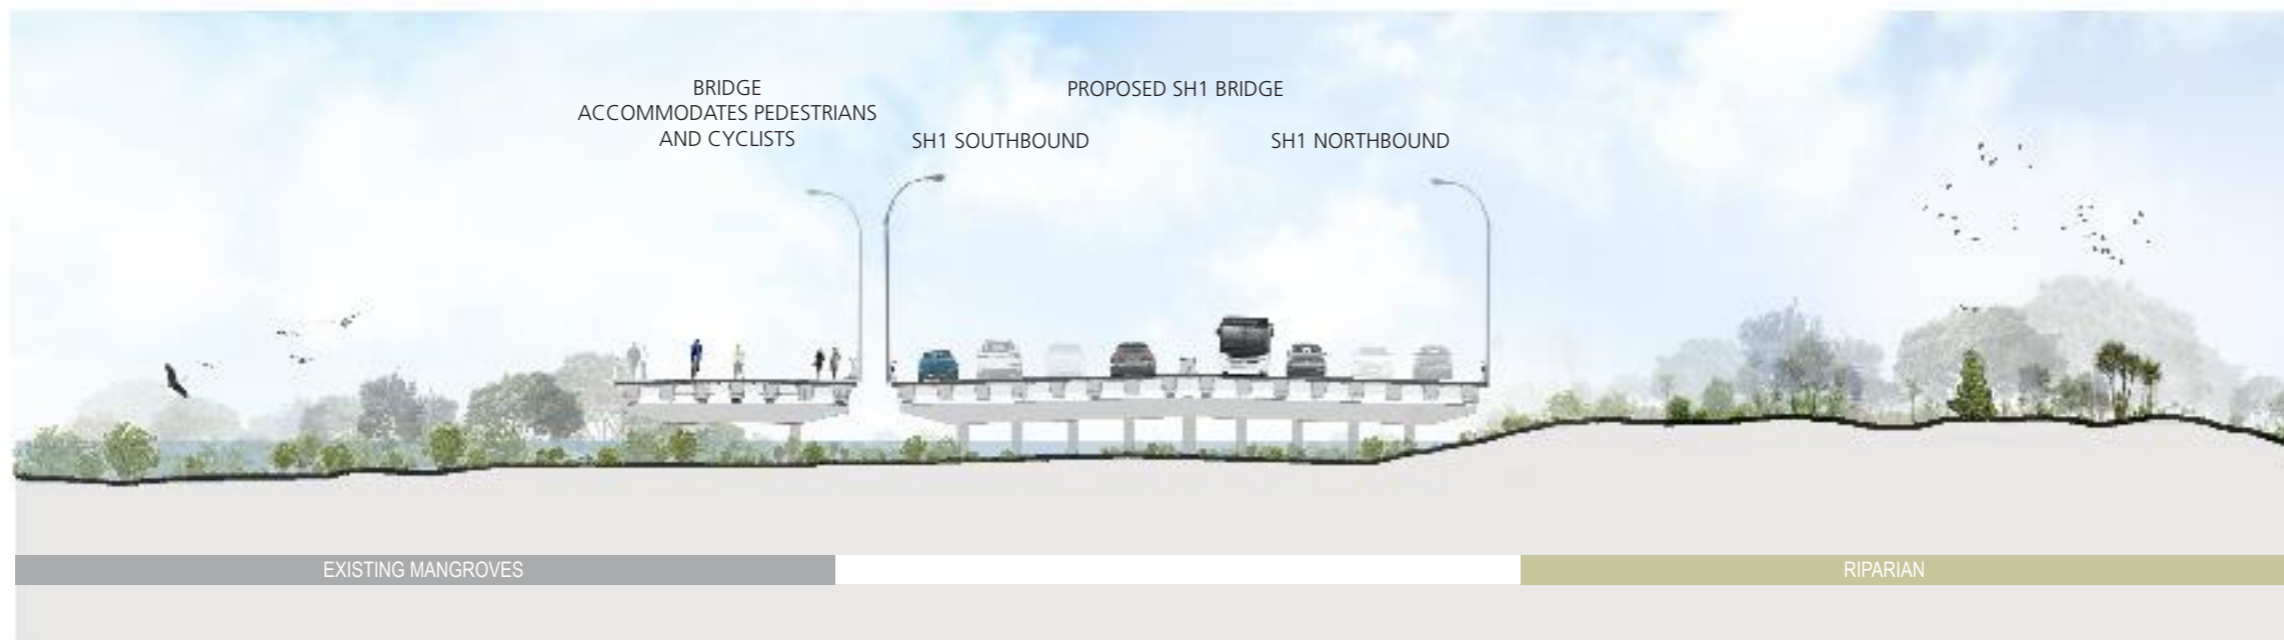 BRIDGE
ACCOMMODATES PEDESTRIANS
AND CYCLISTS
PROPOSED SH1 BRIDGE
SH1 SOUTHBOUND
SH1 NORTHBOUND
EXISTING MANGROVES
RIPARIAN